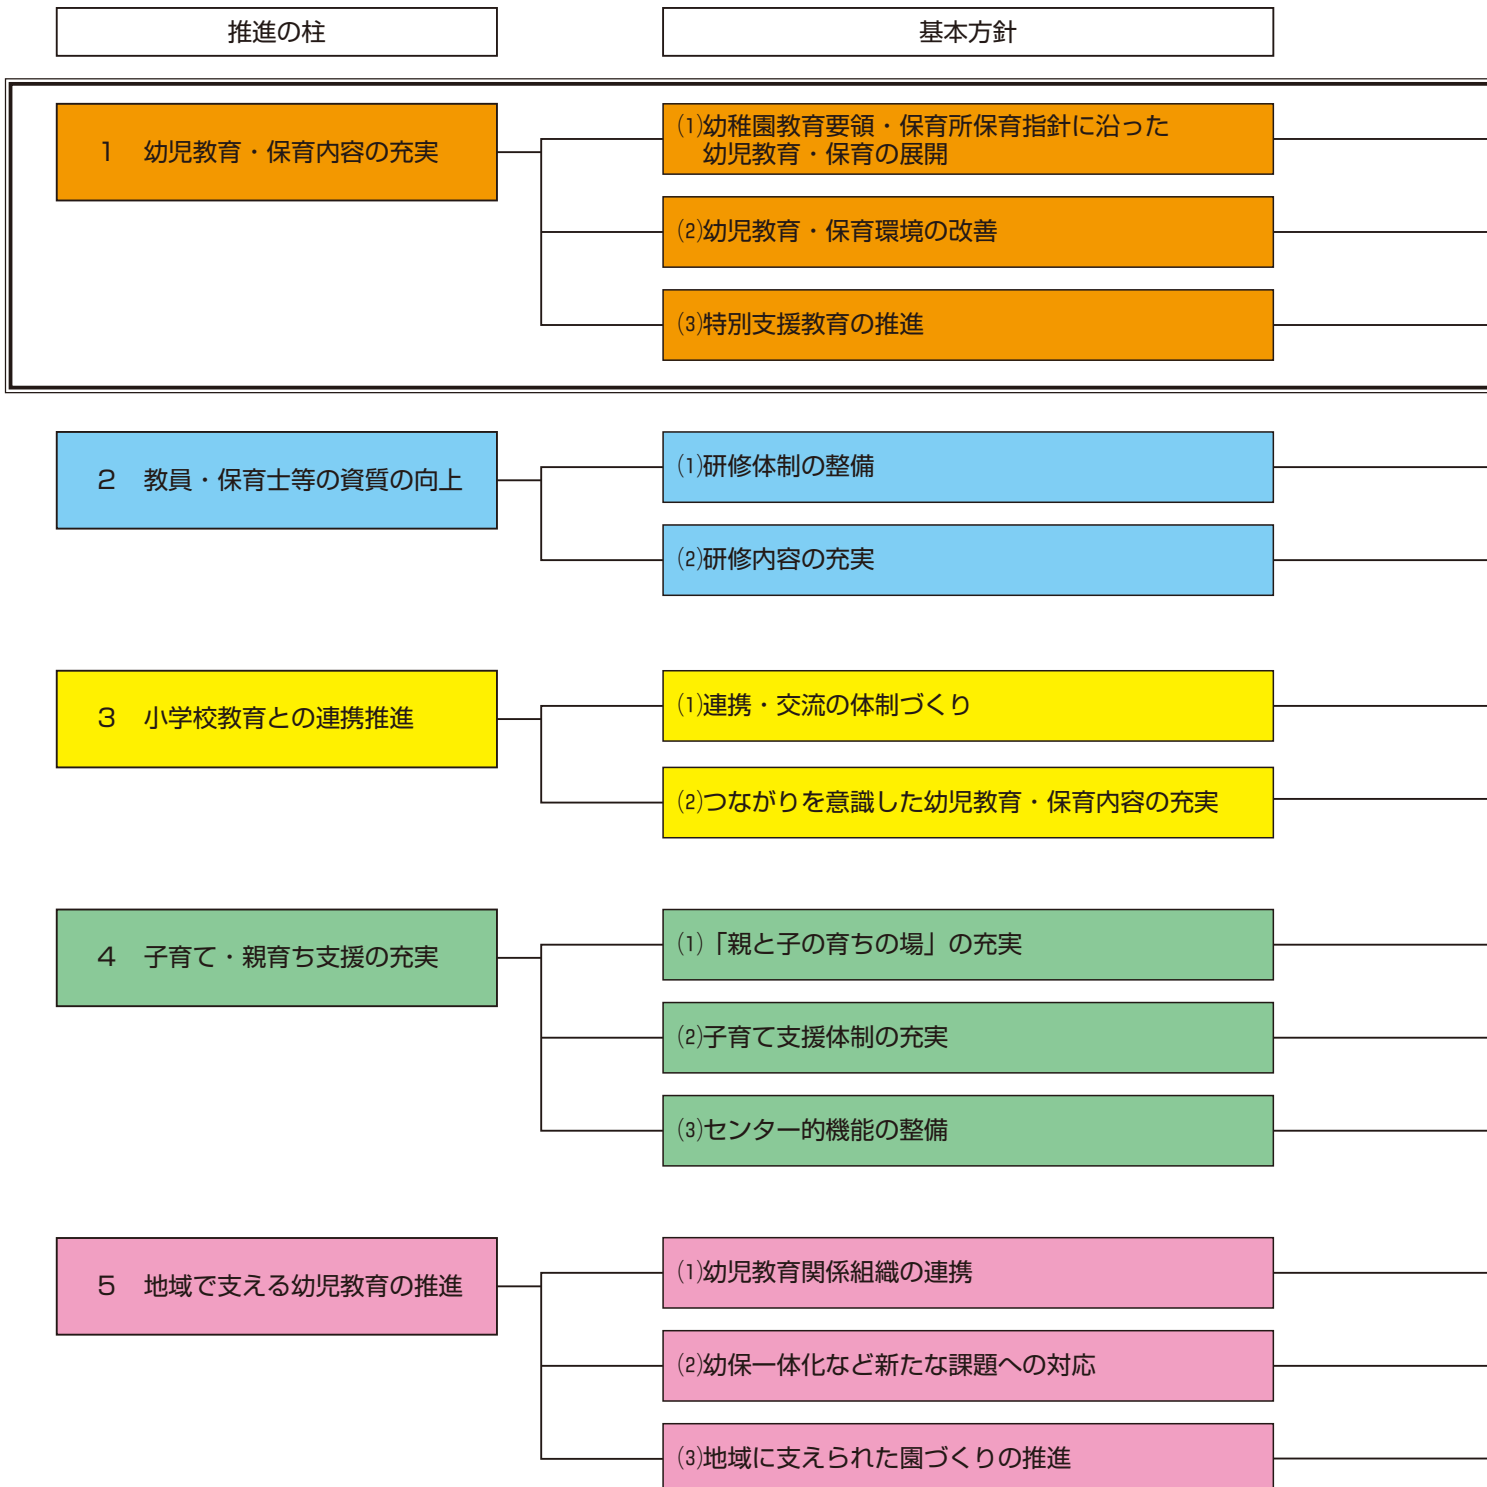 推進の柱
基本方針
1 幼児教育・保育内容の充実
⑴幼稚園教育要領・保育所保育指針に沿った
幼児教育・保育の展開
⑵幼児教育・保育環境の改善
⑶特別支援教育の推進
2 教員・保育士等の資質の向上
⑴研修体制の整備
⑵研修内容の充実
3 小学校教育との連携推進
⑴連携・交流の体制づくり
⑵つながりを意識した幼児教育・保育内容の充実
4 子育て・親育ち支援の充実
⑴「親と子の育ちの場」の充実
⑵子育て支援体制の充実
⑶センター的機能の整備
5 地域で支える幼児教育の推進
⑴幼児教育関係組織の連携
⑵幼保一体化など新たな課題への対応
⑶地域に支えられた園づくりの推進